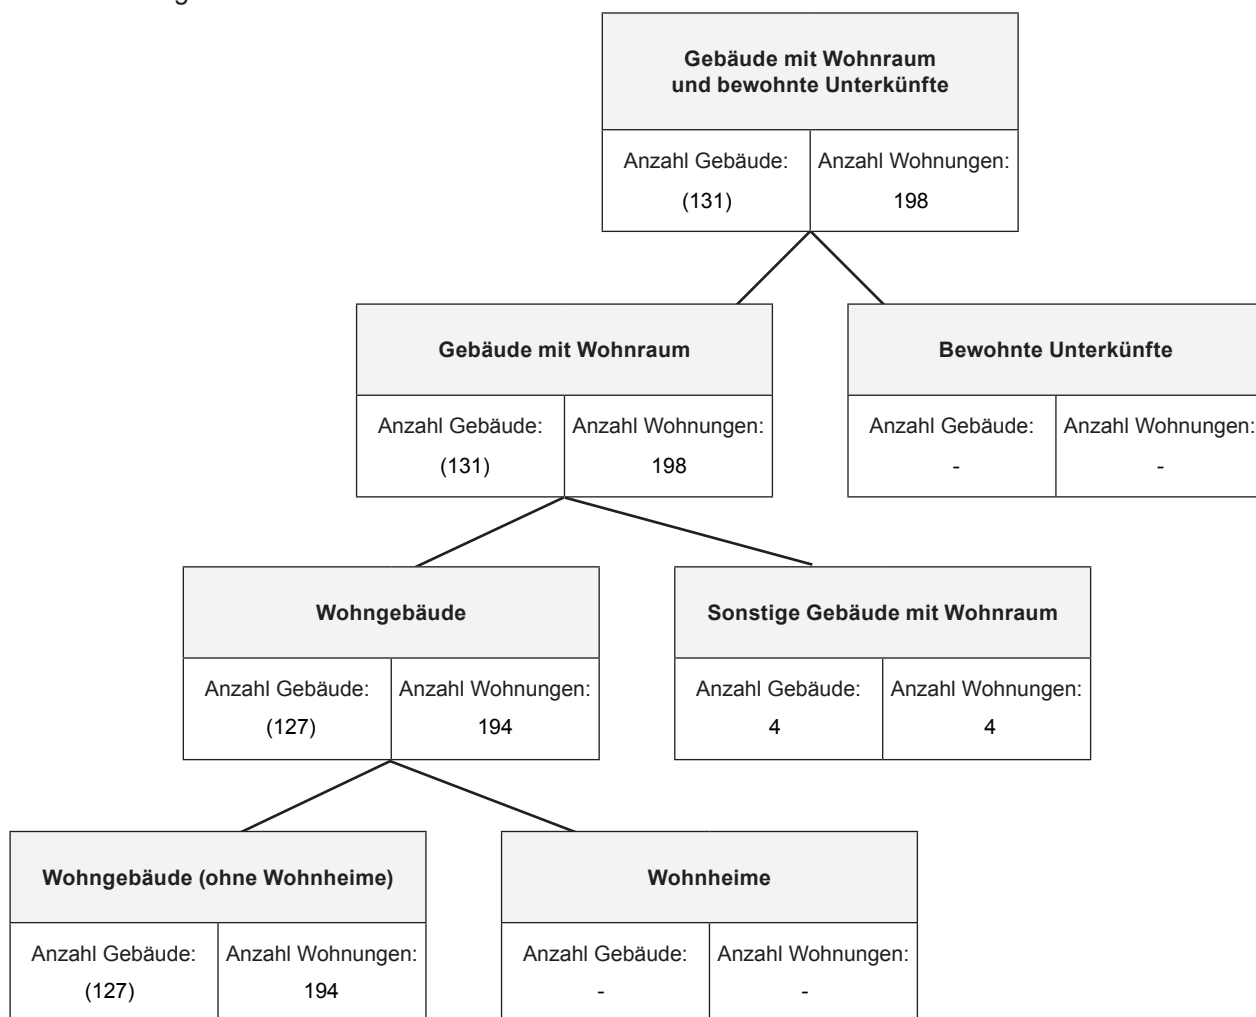 Gebäude mit Wohnraum
und bewohnte Unterkünfte
Anzahl Gebäude: Anzahl Wohnungen:
(131) 198
Gebäude mit Wohnraum
Anzahl Gebäude: Anzahl Wohnungen:
(131) 198
Bewohnte Unterkünfte
Anzahl Gebäude: Anzahl Wohnungen:
- -
Wohngebäude
Anzahl Gebäude: Anzahl Wohnungen:
(127) 194
Sonstige Gebäude mit Wohnraum
Anzahl Gebäude: Anzahl Wohnungen:
4 4
Wohngebäude (ohne Wohnheime)
Anzahl Gebäude: Anzahl Wohnungen:
(127) 194
Wohnheime
Anzahl Gebäude: Anzahl Wohnungen:
- -